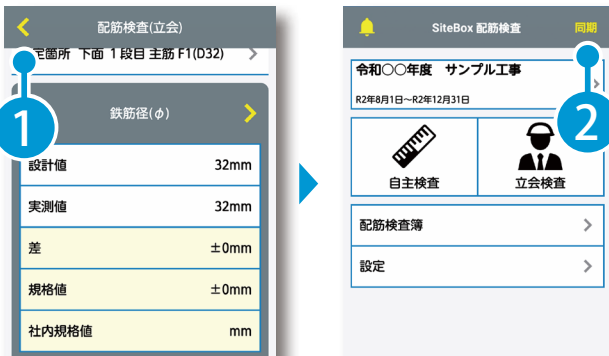 配筋検査(立会)
定箇所 下面 1段目 主筋 F1(D32)
1
鉄筋径(φ)
設計値 32mm
実測値 32mm
差 ±0mm
規格値 ±0mm
社内規格値 mm
SiteBox 配筋検査 同期
令和〇〇年度 サンプル工事
R2年8月1日~R2年12月31日
2
自主検査 立会検査
配筋検査簿
設定